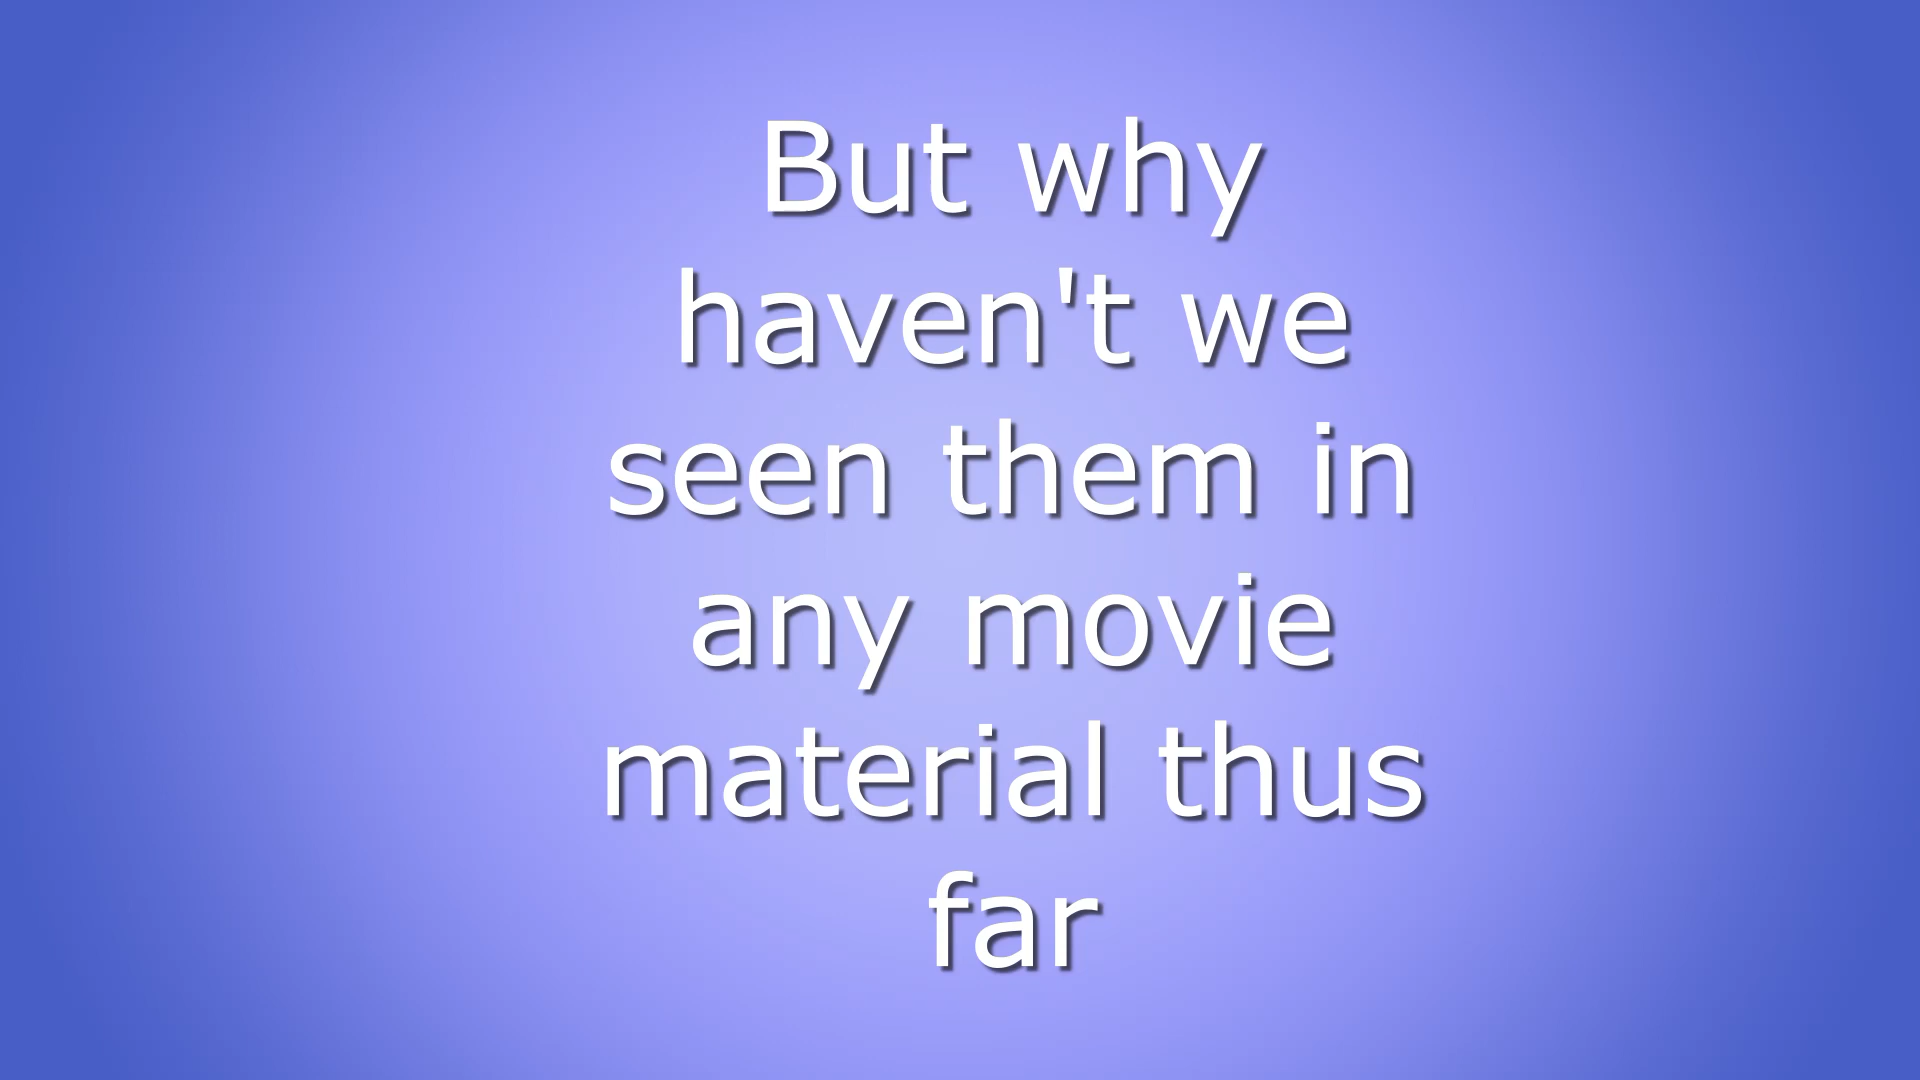 But why
haven't we
seen them in
any movie
material thus
far